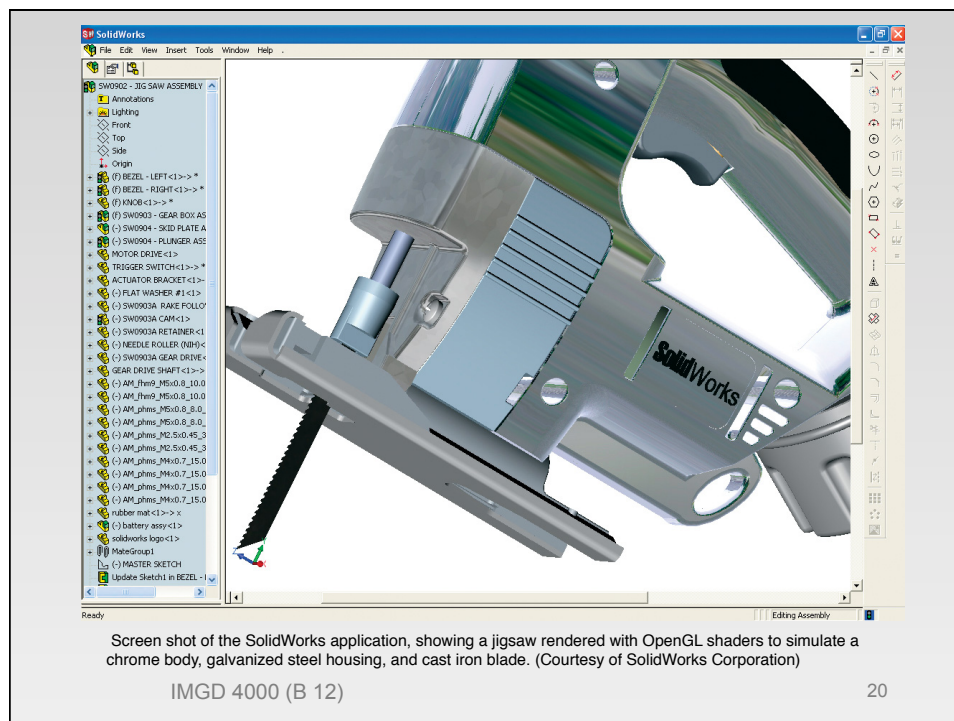 SolidWorks
File Edit View Insert Tools Window Help .
SW0902 - JIG SAW ASSEMBLY
Annotations
Lighting
Front
Top
Side
Origin
(F) BEZEL - LEFT<1>-> *
(F) BEZEL - RIGHT<1>-> *
(F) KNOB<1>-> *
(F) SW0903 - GEAR BOX AS
(-) SW0904 - SKID PLATE A
(-) SW0904 - PLUNGER ASS
MOTOR DRIVE<1>
TRIGGER SWITCH<1>-> *
ACTUATOR BRACKET<1>-
(-) FLAT WASHER #1<1>
(-) SW0903A RAKE FOLLO
(-) SW0903A CAM<1>
(-) SW0903A RETAINER<1
(-) NEEDLE ROLLER (NIH)<
(-) SW0903A GEAR DRIVE<
GEAR DRIVE SHAFT<1>->
(-) AM_fhm9_M5x0.8_10.0
(-) AM_fhm9_M5x0.8_10.0
(-) AM_phms_M5x0.8_8.0_
(-) AM_phms_M5x0.8_8.0_
(-) AM_phms_M2.5x0.45_3
(-) AM_phms_M2.5x0.45_3
(-) AM_phms_M4x0.7_15.0
(-) AM_phms_M4x0.7_15.0
(-) AM_phms_M4x0.7_15.0
(-) AM_phms_M4x0.7_15.0
rubber mat<1>-> x
(-) battery assy<1>
solidworks logo<1>
MateGroup1
(-) MASTER SKETCH
Update Sketch1 in BEZEL -
SolidWorks
Ready
Editing Assembly
Screen shot of the SolidWorks application, showing a jigsaw rendered with OpenGL shaders to simulate a
chrome body, galvanized steel housing, and cast iron blade. (Courtesy of SolidWorks Corporation)
IMGD 4000 (B 12)
20